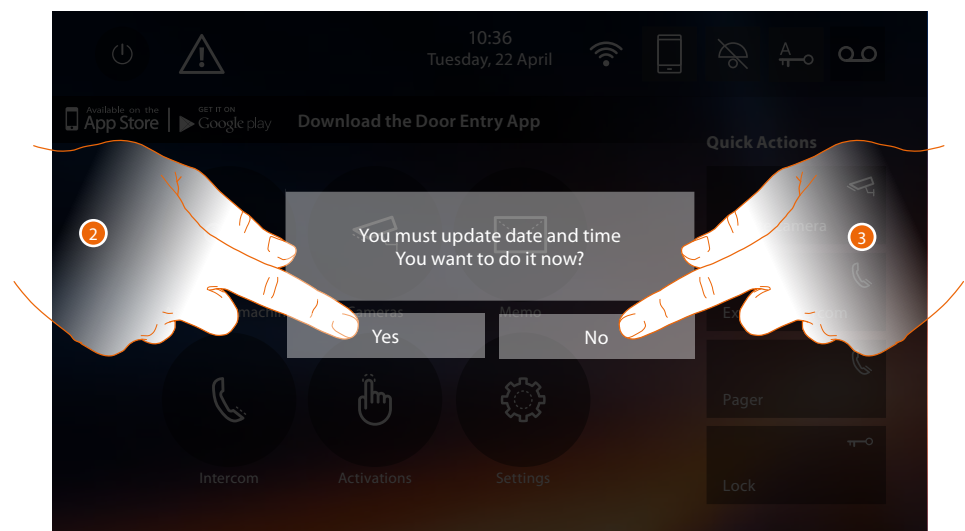 10:36
Tuesday, 22 April
A
Available on the
App Store
GET IT ON
Google play
Download the Door Entry App
Quick Actions
2
3
You must update date and time
You want to do it now?
Cameras
Memo
Yes
No
Pager
Intercom
Activations
Settings
Lock